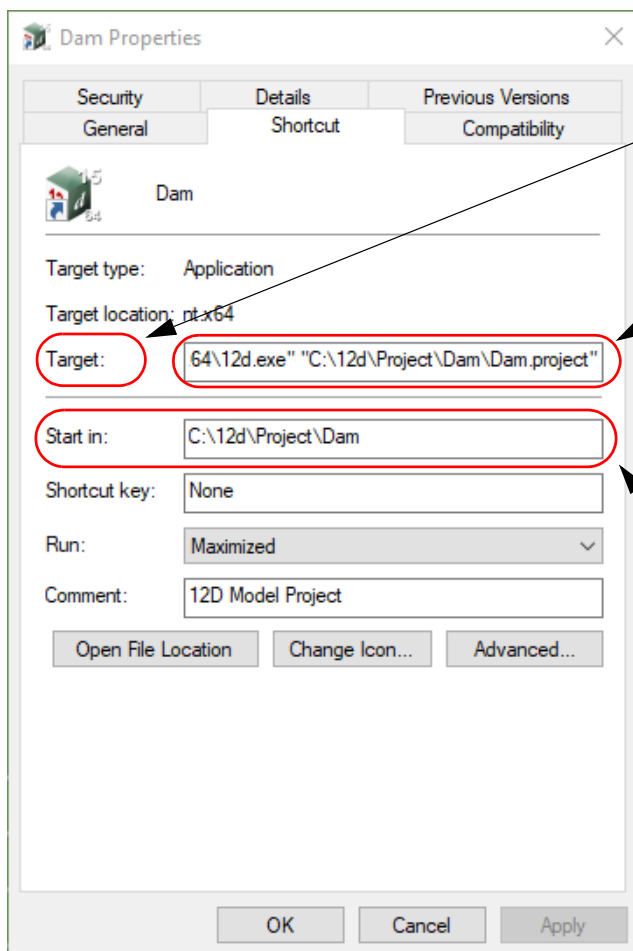 Dam Properties
Security Details Previous Versions
General Shortcut Compatibility
15
d
64
Dam
Target type: Application
Target location: nt.x64
Target: 64\12d.exe" "C:\12d\Project\Dam\Dam.project"
Start in: C:\12d\Project\Dam
Shortcut key: None
Run: Maximized
Comment: 12D Model Project
Open File Location Change Icon... Advanced...
OK Cancel Apply